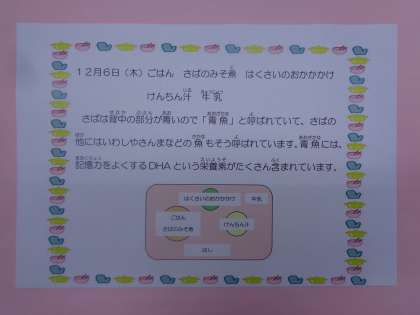 12月6日(木)ごはん さばのみそ煮 はくさいのおかかかけ
けんちん汁 牛乳
さばは背中の部分が青いので「青魚」と呼ばれていて、さばの
他にはいわしやさんまなどの魚もそう呼ばれています。青魚には、
記憶力をよくするDHAという栄養素がたくさん含まれています。
はくさいのおかかかけ 牛乳
ごはん
さばのみそ煮 けんちん汁
はし